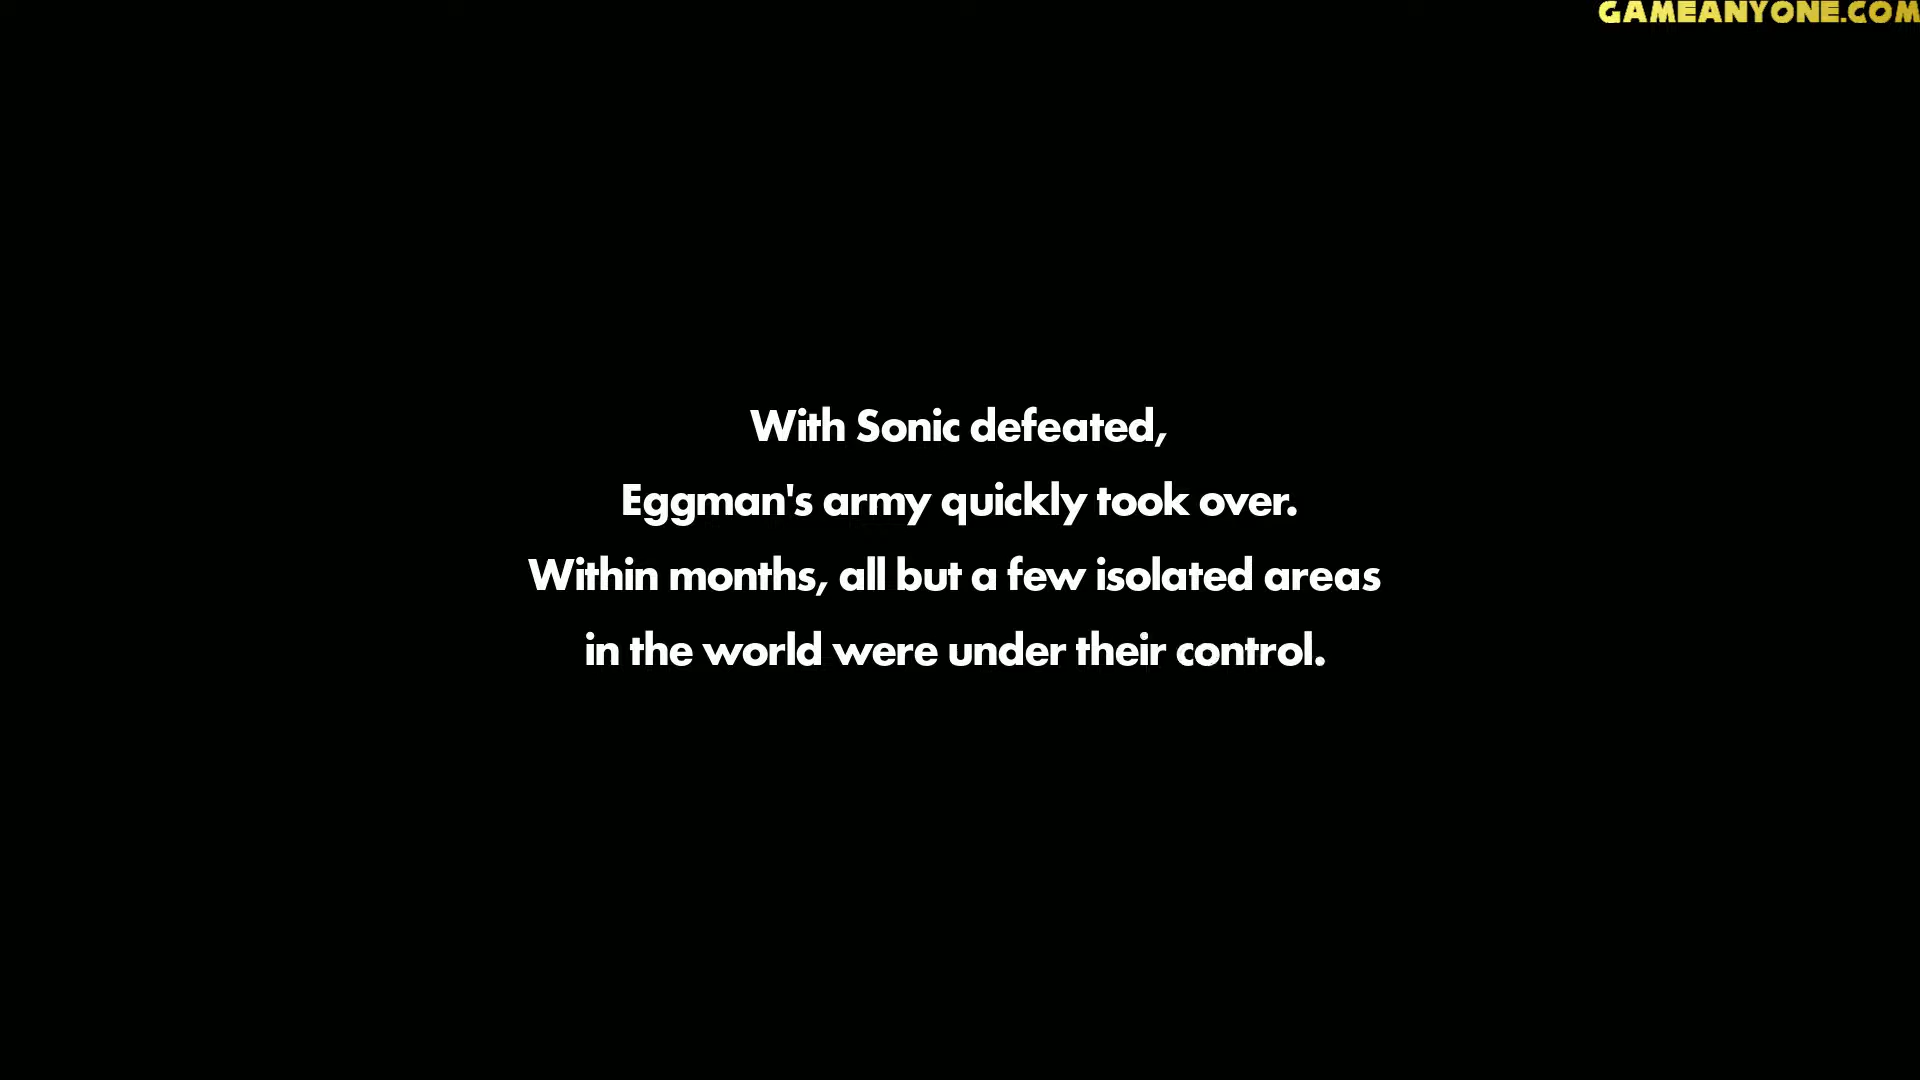 GAMEANYONE.COM
With Sonic defeated,
Eggman's army quickly took over.
Within months, all but a few isolated areas
in the world were under their control.